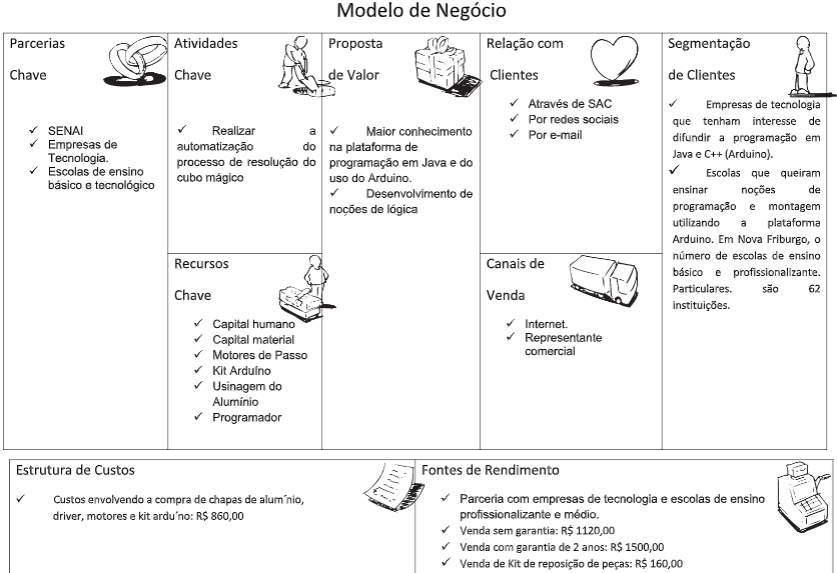 Modelo de Negócio
Parcerias
Chave
✓ SENAI
✓ Empresas de
Tecnologia.
✓ Escolas de ensino
básico e tecnológico
Atividades
Chave
✓ Realizar a
automatização do
processo de resolução do
cubo mágico
Recursos
Chave
✓ Capital humano
✓ Capital material
✓ Motores de Passo
✓ Kit Arduíno
✓ Usinagem do
Alumínio
✓ Programador
Proposta
de Valor
✓ Maior conhecimento
na plataforma de
programação em Java e do
uso do Arduino.
✓ Desenvolvimento de
noções de lógica
Relação com
Clientes
✓ Através de SAC
✓ Por redes sociais
✓ Por e-mail
Canais de
Venda
✓ Internet.
✓ Representante
comercial
Segmentação
de Clientes
✓ Empresas de tecnologia
que tenham interesse de
difundir a programação em
Java e C++ (Arduino).
✓ Escolas que queiram
ensinar noções de
programação e montagem
utilizando a plataforma
Arduino. Em Nova Friburgo, o
número de escolas de ensino
básico e profissionalizante.
Particulares. são 62
instituições.
Estrutura de Custos
✓ Custos envolvendo a compra de chapas de alum´nio,
driver, motores e kit ardu´no: R$ 860,00
Fontes de Rendimento
✓ Parceria com empresas de tecnologia e escolas de ensino
profissionalizante e médio.
✓ Venda sem garantia: R$ 1120,00
✓ Venda com garantia de 2 anos: R$ 1500,00
✓ Venda de Kit de reposição de peças: R$ 160,00